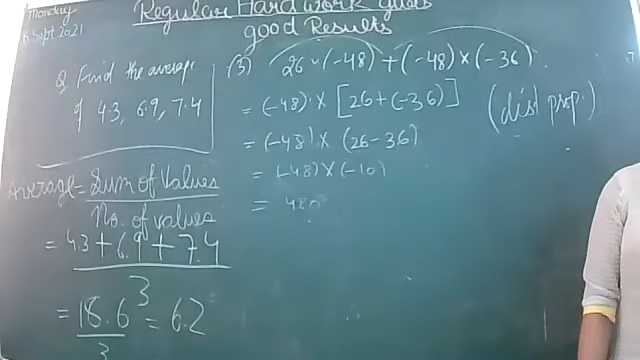 Monday
6 Sept 2021
Regular Hard work gives
good Results
Q Find the average
of 4.3, 6.9, 7.4
Average = Sum of Values
No. of values
= 4.3 + 6.9 + 7.4
3
= 18.6 = 6.2
3
(3) 26 × (-48) + (-48) × (-36).
= (-48) × [26 + (-36)] (dist prop.)
= (-48) × (26 - 36)
= (-48) × (-10)
= 480